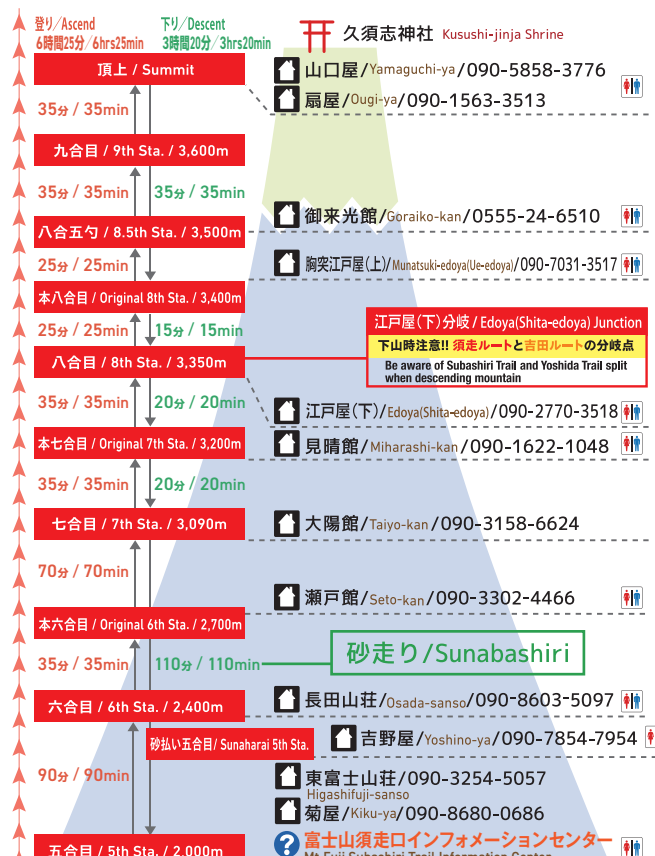 登り/Ascend
6時間25分/6hrs25min
下り/Descent
3時間20分/3hrs20min
久須志神社 Kusushi-jinja Shrine
頂上 / Summit
山口屋/Yamaguchi-ya/090-5858-3776
扇屋/Ougi-ya/090-1563-3513
35分 / 35min
九合目 / 9th Sta. / 3,600m
35分 / 35min
35分 / 35min
御来光館/Goraiko-kan/0555-24-6510
八合五勺 / 8.5th Sta. / 3,500m
25分 / 25min
胸突江戸屋(上)/Munatsuki-edoya(Ue-edoya)/090-7031-3517
本八合目 / Original 8th Sta. / 3,400m
25分 / 25min
15分 / 15min
江戸屋(下)分岐 / Edoya(Shita-edoya) Junction
下山時注意!! 須走ルートと吉田ルートの分岐点
Be aware of Subashiri Trail and Yoshida Trail split
when descending mountain
八合目 / 8th Sta. / 3,350m
35分 / 35min
20分 / 20min
江戸屋(下)/Edoya(Shita-edoya)/090-2770-3518
本七合目 / Original 7th Sta. / 3,200m
見晴館/Miharashi-kan/090-1622-1048
35分 / 35min
20分 / 20min
七合目 / 7th Sta. / 3,090m
大陽館/Taiyo-kan/090-3158-6624
70分 / 70min
瀬戸館/Seto-kan/090-3302-4466
本六合目 / Original 6th Sta. / 2,700m
35分 / 35min
110分 / 110min
砂走り/Sunabashiri
六合目 / 6th Sta. / 2,400m
長田山荘/Osada-sanso/090-8603-5097
砂払い五合目/ Sunaharai 5th Sta.
吉野屋/Yoshino-ya/090-7854-7954
90分 / 90min
東富士山荘/090-3254-5057
Higashifuji-sanso
菊屋/Kiku-ya/090-8680-0686
五合目 / 5th Sta. / 2,000m
?
富士山須走口インフォメーションセンター
Mt.Fuji Subashiri Trail Information Center